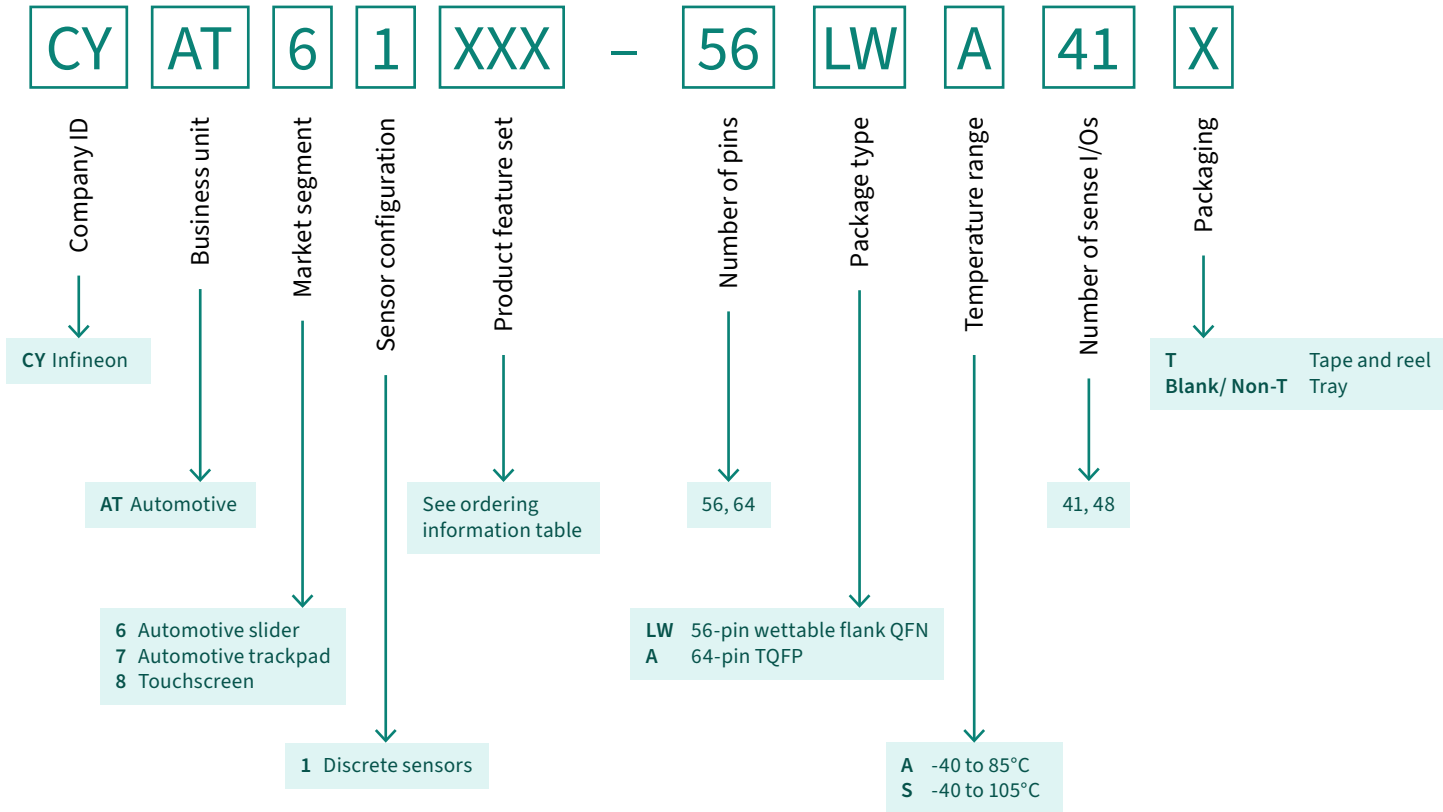 CY AT 6 1 XXX – 56 LW A 41 X
Company ID
Business unit
Market segment
Sensor configuration
Product feature set
Number of pins
Package type
Temperature range
Number of sense I/Os
Packaging
CY Infineon
T Tape and reel
Blank/ Non-T Tray
AT Automotive
See ordering
information table
56, 64
41, 48
6 Automotive slider
7 Automotive trackpad
8 Touchscreen
LW 56-pin wettable flank QFN
A 64-pin TQFP
1 Discrete sensors
A -40 to 85°C
S -40 to 105°C